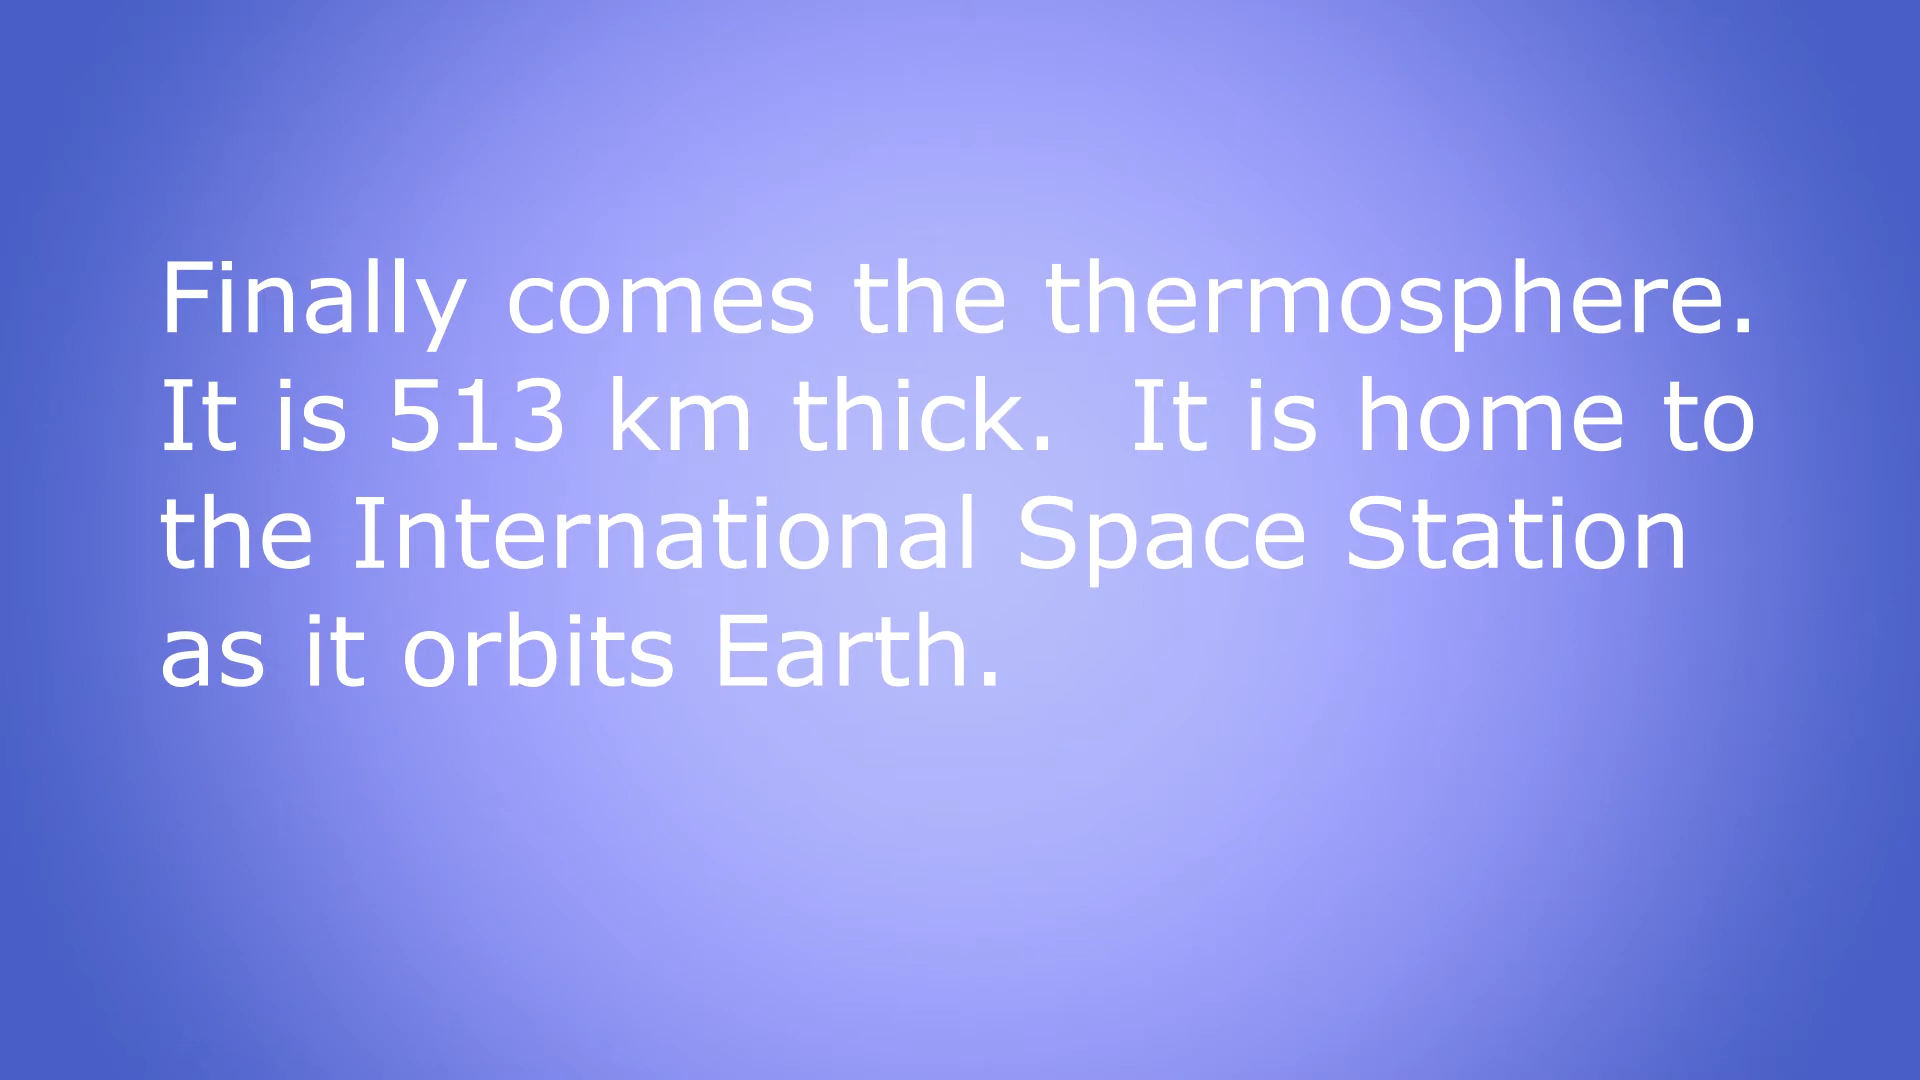 Finally comes the thermosphere.
It is 513 km thick.  It is home to
the International Space Station
as it orbits Earth.